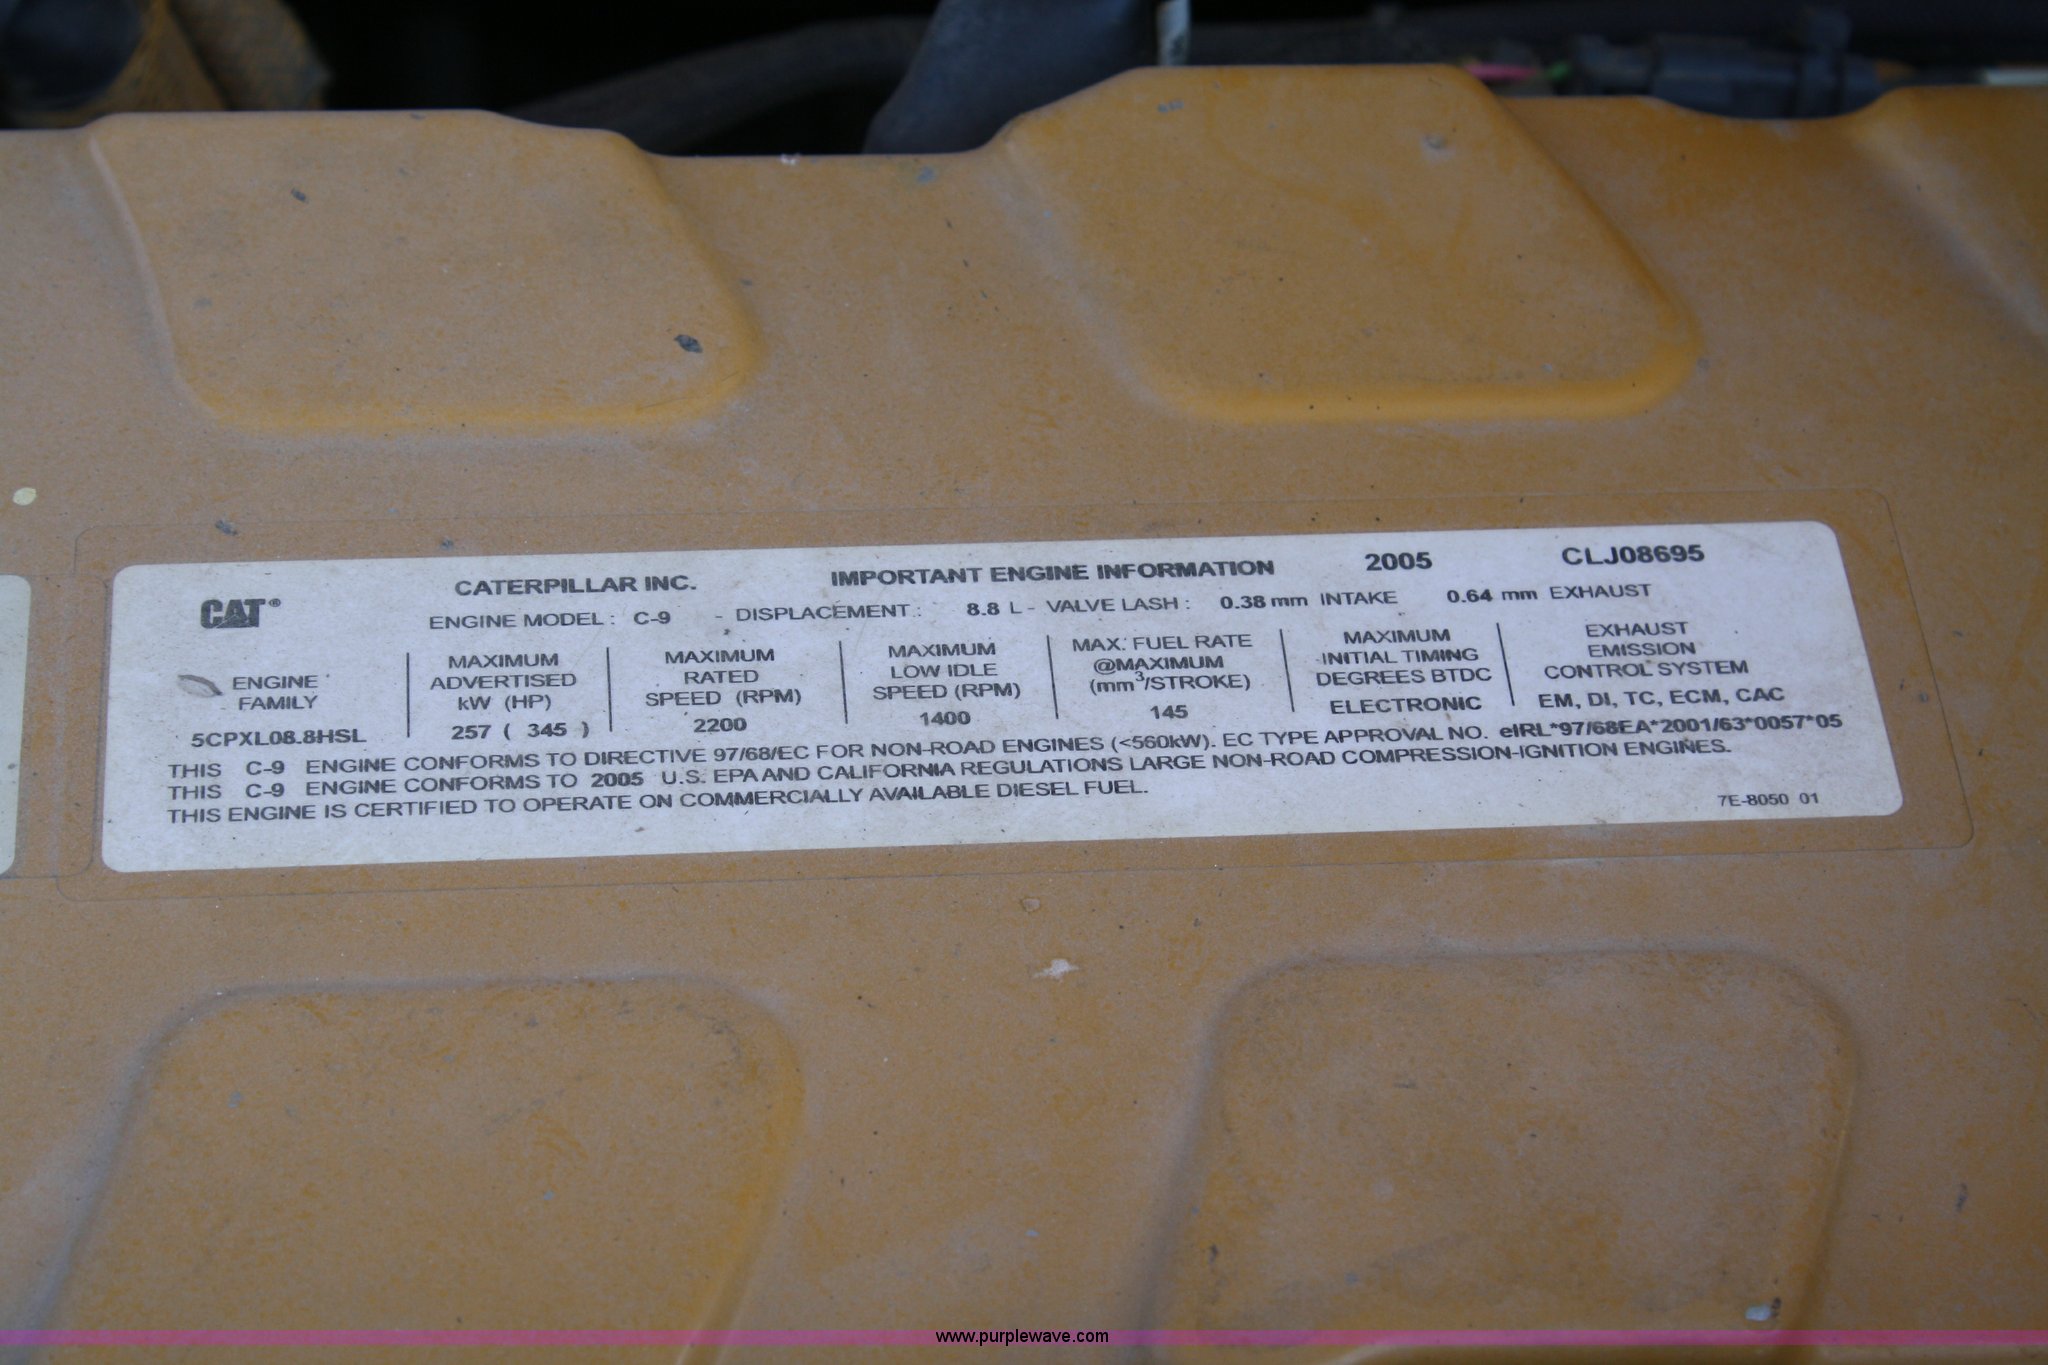 CATERPILLAR INC. IMPORTANT ENGINE INFORMATION 2005 CLJ08695
CAT®
ENGINE MODEL : C-9 - DISPLACEMENT : 8.8 L - VALVE LASH : 0.38 mm INTAKE 0.64 mm EXHAUST
ENGINE
FAMILY
5CPXL08.8HSL
MAXIMUM
ADVERTISED
kW (HP)
257 ( 345 )
MAXIMUM
RATED
SPEED (RPM)
2200
MAXIMUM
LOW IDLE
SPEED (RPM)
1400
MAX. FUEL RATE
@MAXIMUM
(mm³/STROKE)
145
MAXIMUM
INITIAL TIMING
DEGREES BTDC
ELECTRONIC
EXHAUST
EMISSION
CONTROL SYSTEM
EM, DI, TC, ECM, CAC
THIS C-9 ENGINE CONFORMS TO DIRECTIVE 97/68/EC FOR NON-ROAD ENGINES (<560kW). EC TYPE APPROVAL NO. eIRL*97/68EA*2001/63*0057*05
THIS C-9 ENGINE CONFORMS TO 2005 U.S. EPA AND CALIFORNIA REGULATIONS LARGE NON-ROAD COMPRESSION-IGNITION ENGINES.
THIS ENGINE IS CERTIFIED TO OPERATE ON COMMERCIALLY AVAILABLE DIESEL FUEL.
7E-8050 01
www.purplewave.com